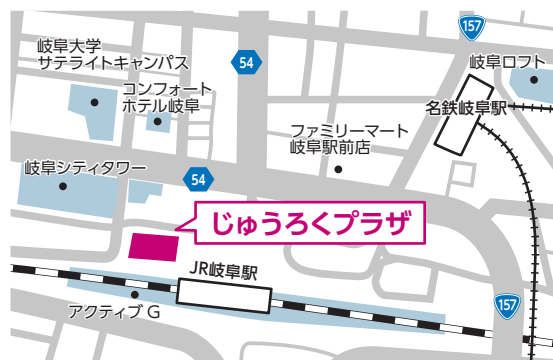 157
岐阜大学
サテライトキャンパス
54
岐阜ロフト
コンフォート
ホテル岐阜
名鉄岐阜駅
ファミリーマート
岐阜駅前店
岐阜シティタワー
54
じゅうろくプラザ
JR岐阜駅
アクティブ G
157